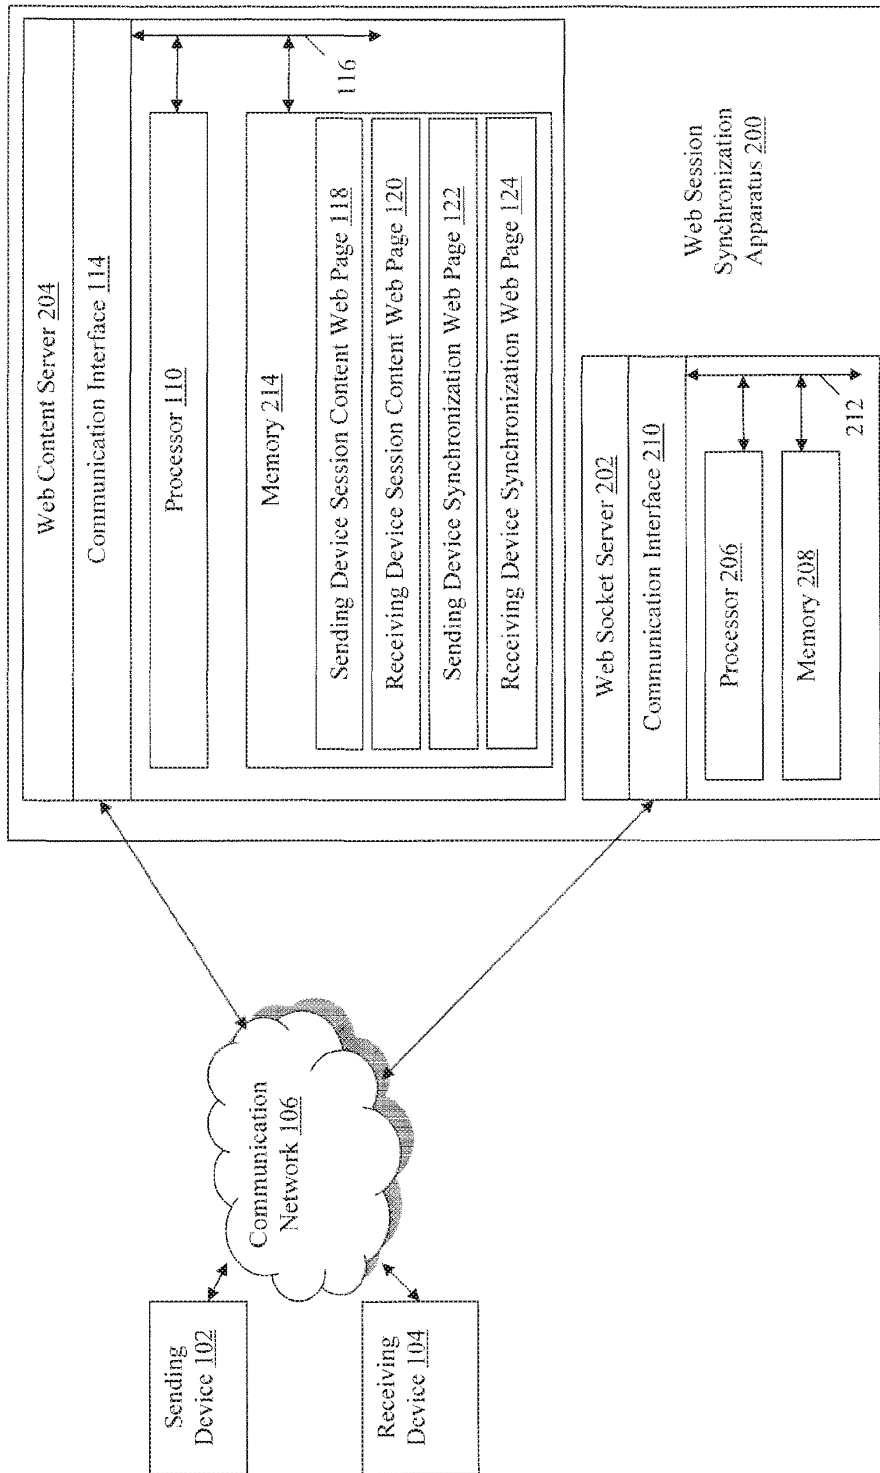 Sending
Device 102
Receiving
Device 104
Communication
Network 106
Web Content Server 204
Communication Interface 114
Processor 110
Memory 214
Sending Device Session Content Web Page 118
Receiving Device Session Content Web Page 120
Sending Device Synchronization Web Page 122
Receiving Device Synchronization Web Page 124
116
Web Socket Server 202
Communication Interface 210
Processor 206
Memory 208
212
Web Session
Synchronization
Apparatus 200